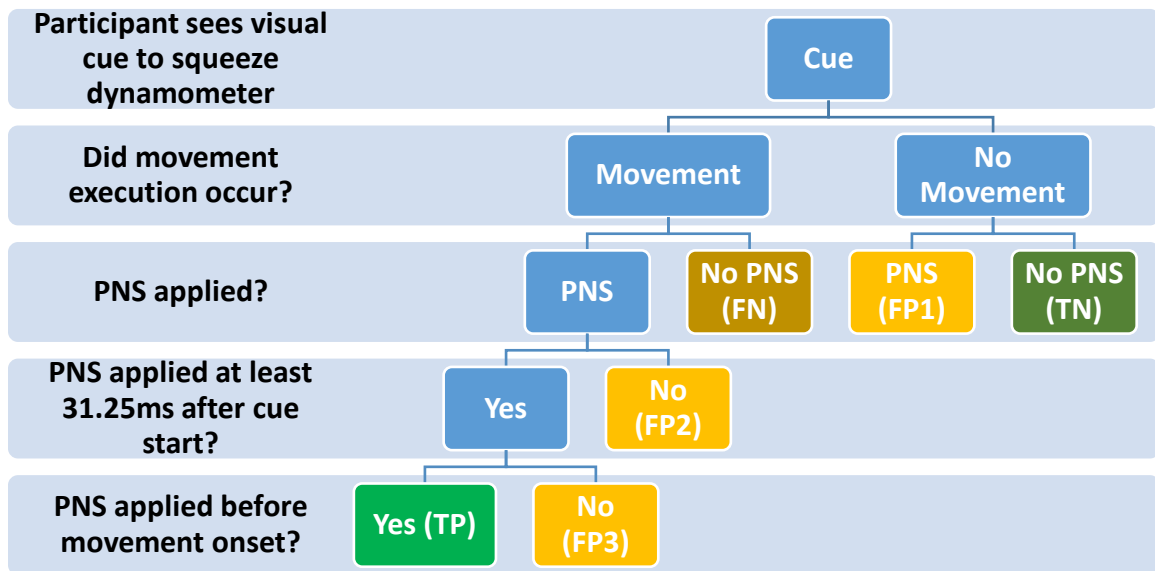 Participant sees visual
cue to squeeze
dynamometer
Cue
Did movement
execution occur?
Movement
No
Movement
PNS applied?
PNS
No PNS
(FN)
PNS
(FP1)
No PNS
(TN)
PNS applied at least
31.25ms after cue
start?
Yes
No
(FP2)
PNS applied before
movement onset?
Yes (TP)
No
(FP3)